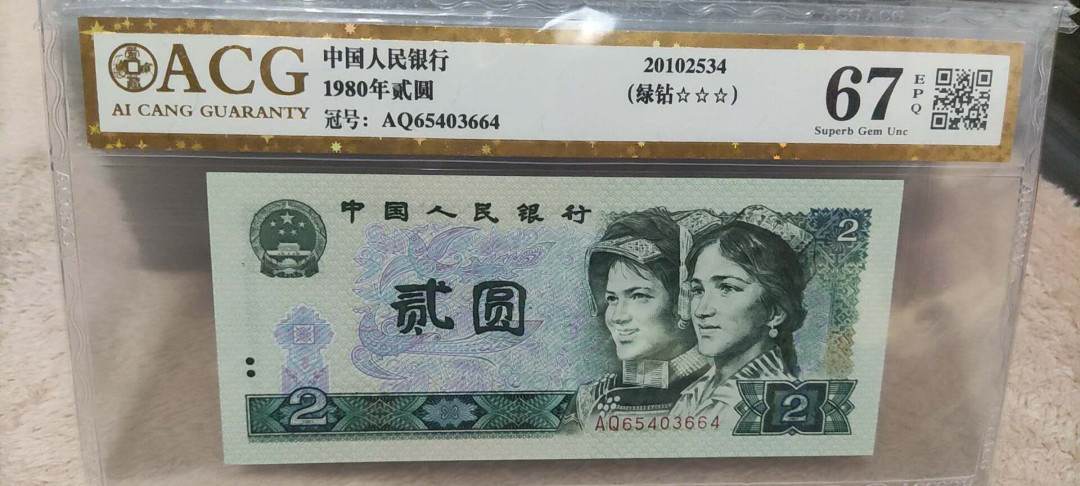 ACG
AI CANG GUARANTY
中国人民银行
1980年贰圆
冠号：AQ65403664
20102534
(绿钻☆☆☆)
67
EPQ
Superb Gem Unc
中国人民银行
2
贰圆
2
AQ65403664
2